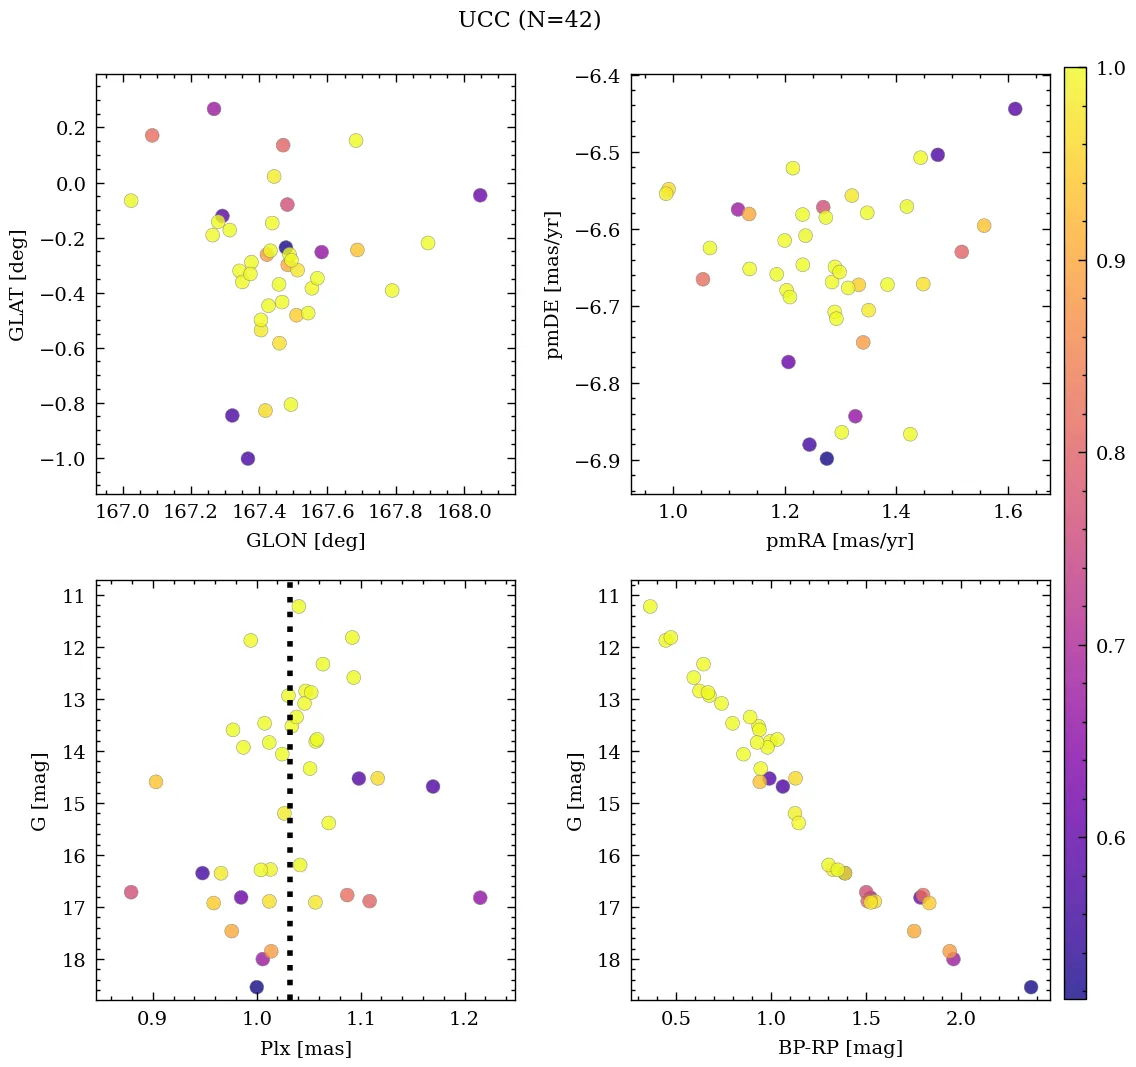 UCC (N=42)
0.2
0.0
−0.2
−0.4
−0.6
−0.8
−1.0
GLAT [deg]
167.0 167.2 167.4 167.6 167.8 168.0
GLON [deg]
−6.4
−6.5
−6.6
−6.7
−6.8
−6.9
pmDE [mas/yr]
1.0 1.2 1.4 1.6
pmRA [mas/yr]
11
12
13
14
15
16
17
18
G [mag]
0.9 1.0 1.1 1.2
Plx [mas]
11
12
13
14
15
16
17
18
G [mag]
0.5 1.0 1.5 2.0
BP-RP [mag]
1.0
0.9
0.8
0.7
0.6